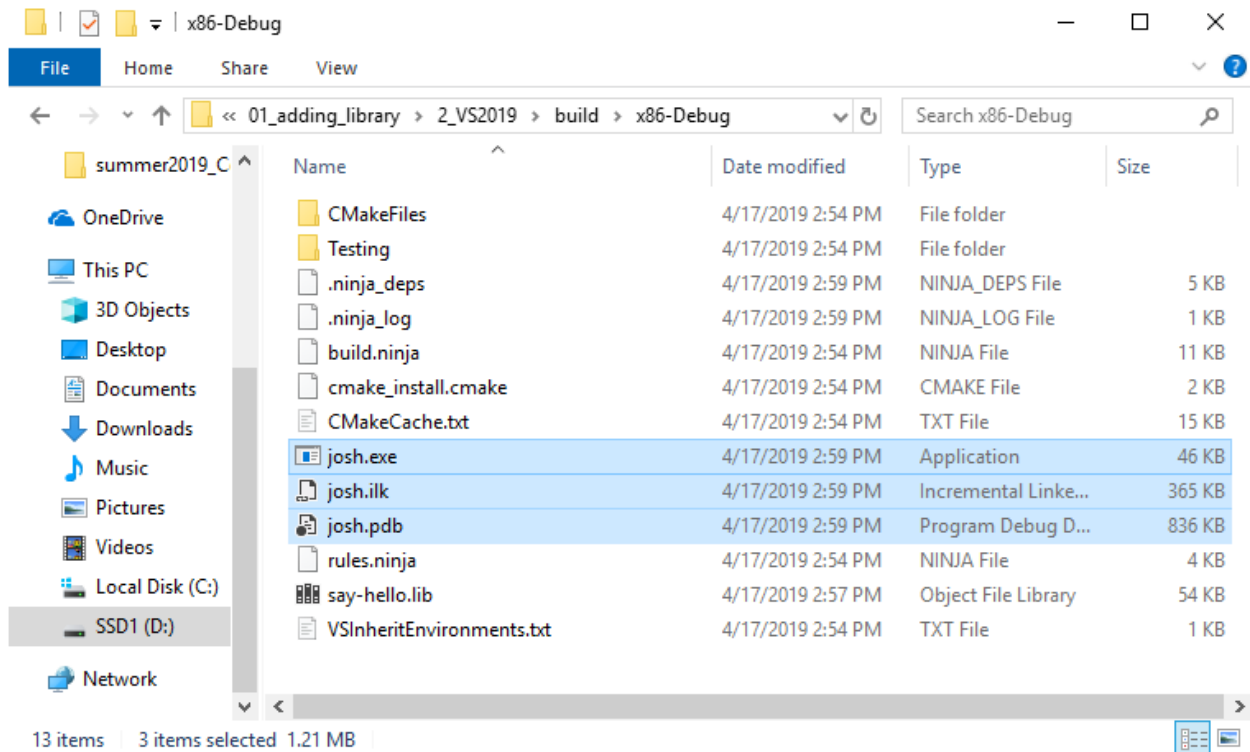 x86-Debug
File Home Share View
« 01_adding_library > 2_VS2019 > build > x86-Debug Search x86-Debug
summer2019_C
OneDrive
This PC
3D Objects
Desktop
Documents
Downloads
Music
Pictures
Videos
Local Disk (C:)
SSD1 (D:)
Network
Name Date modified Type Size
CMakeFiles 4/17/2019 2:54 PM File folder
Testing 4/17/2019 2:54 PM File folder
.ninja_deps 4/17/2019 2:59 PM NINJA_DEPS File 5 KB
.ninja_log 4/17/2019 2:59 PM NINJA_LOG File 1 KB
build.ninja 4/17/2019 2:54 PM NINJA File 11 KB
cmake_install.cmake 4/17/2019 2:54 PM CMAKE File 2 KB
CMakeCache.txt 4/17/2019 2:54 PM TXT File 15 KB
josh.exe 4/17/2019 2:59 PM Application 46 KB
josh.ilk 4/17/2019 2:59 PM Incremental Linke... 365 KB
josh.pdb 4/17/2019 2:59 PM Program Debug D... 836 KB
rules.ninja 4/17/2019 2:54 PM NINJA File 4 KB
say-hello.lib 4/17/2019 2:57 PM Object File Library 54 KB
VSInheritEnvironments.txt 4/17/2019 2:54 PM TXT File 1 KB
13 items 3 items selected 1.21 MB